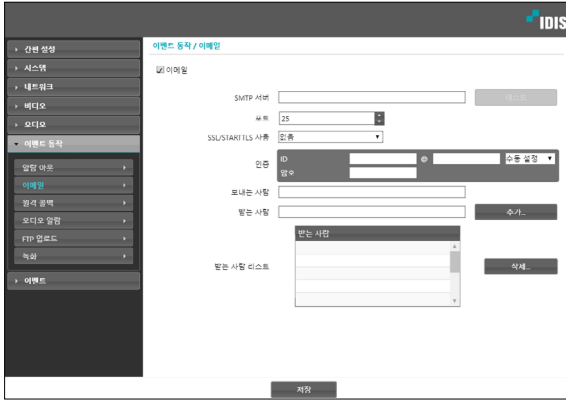 IDIS
이벤트 동작 / 이메일
간편 설정
시스템
네트워크
비디오
오디오
이벤트 동작
알람 아웃
이메일
원격 콜백
오디오 알람
FTP 업로드
녹화
이벤트
이메일
SMTP 서버
테스트
포트 25
SSL/STARTTLS 사용 없음
인증 ID @ 수동 설정
암호
보내는 사람
받는 사람 추가...
받는 사람
받는 사람 리스트 삭제...
저장